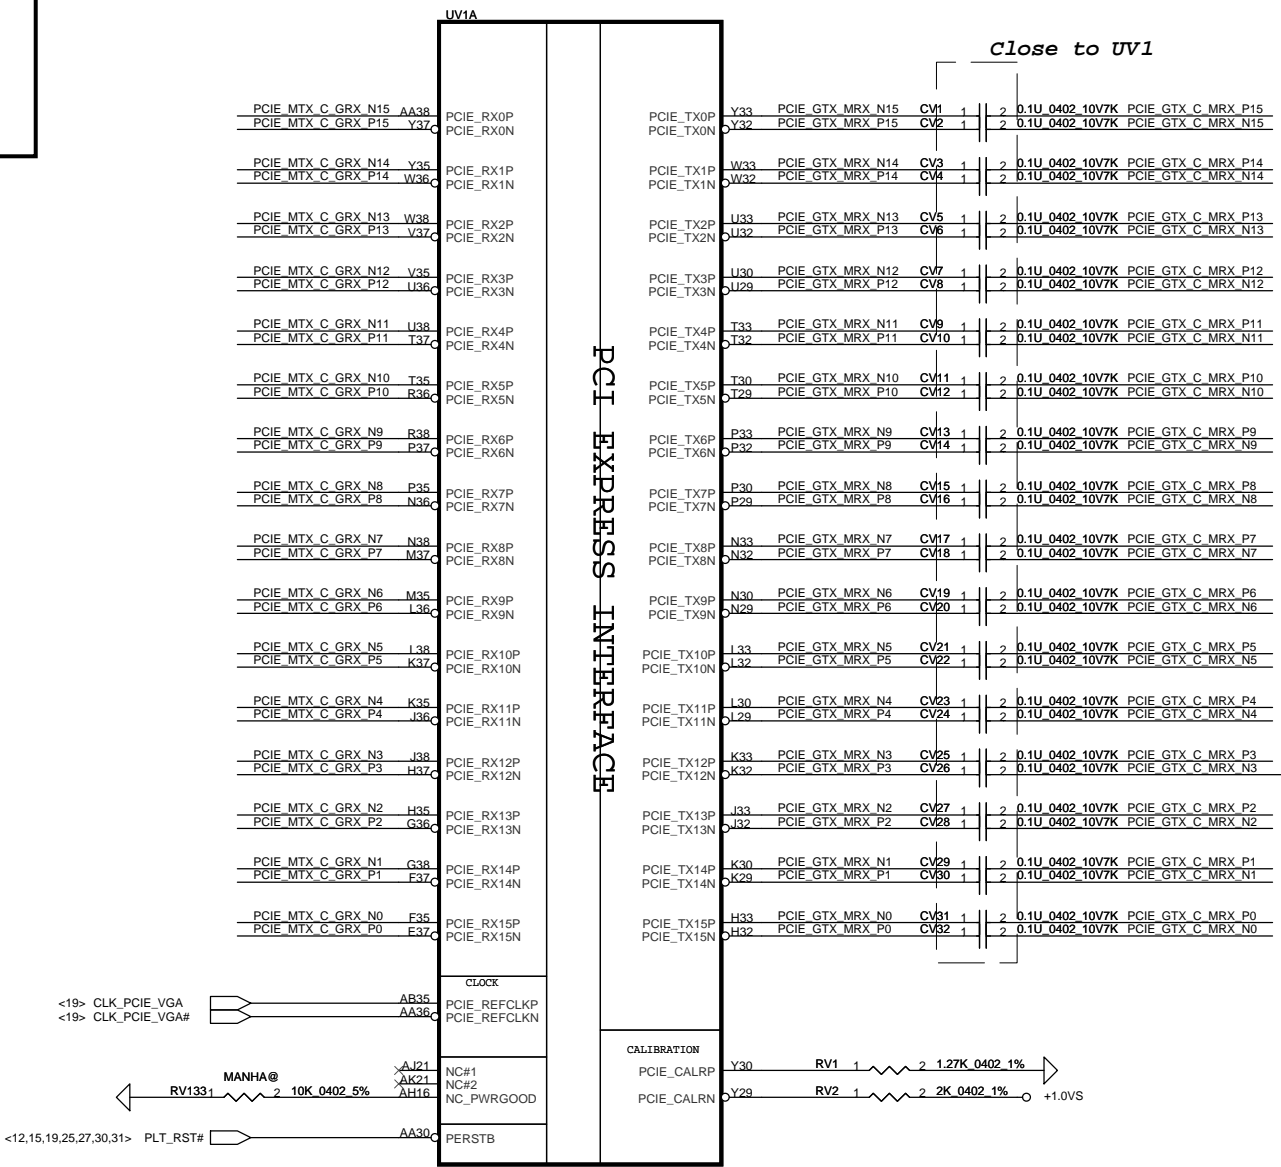 UV1A
Close to UV1
PCIE_MTX_C_GRX_N15 AA38 PCIE_RX0P PCIE_TX0P Y33 PCIE_GTX_MRX_N15 CV1 1 2 0.1U_0402_10V7K PCIE_GTX_C_MRX_P15
PCIE_MTX_C_GRX_P15 Y37 PCIE_RX0N PCIE_TX0N Y32 PCIE_GTX_MRX_P15 CV2 1 2 0.1U_0402_10V7K PCIE_GTX_C_MRX_N15
PCIE_MTX_C_GRX_N14 Y35 PCIE_RX1P PCIE_TX1P W33 PCIE_GTX_MRX_N14 CV3 1 2 0.1U_0402_10V7K PCIE_GTX_C_MRX_P14
PCIE_MTX_C_GRX_P14 W36 PCIE_RX1N PCIE_TX1N W32 PCIE_GTX_MRX_P14 CV4 1 2 0.1U_0402_10V7K PCIE_GTX_C_MRX_N14
PCIE_MTX_C_GRX_N13 W38 PCIE_RX2P PCIE_TX2P U33 PCIE_GTX_MRX_N13 CV5 1 2 0.1U_0402_10V7K PCIE_GTX_C_MRX_P13
PCIE_MTX_C_GRX_P13 V37 PCIE_RX2N PCIE_TX2N U32 PCIE_GTX_MRX_P13 CV6 1 2 0.1U_0402_10V7K PCIE_GTX_C_MRX_N13
PCIE_MTX_C_GRX_N12 V35 PCIE_RX3P PCIE_TX3P U30 PCIE_GTX_MRX_N12 CV7 1 2 0.1U_0402_10V7K PCIE_GTX_C_MRX_P12
PCIE_MTX_C_GRX_P12 U36 PCIE_RX3N PCIE_TX3N U29 PCIE_GTX_MRX_P12 CV8 1 2 0.1U_0402_10V7K PCIE_GTX_C_MRX_N12
PCIE_MTX_C_GRX_N11 U38 PCIE_RX4P PCIE_TX4P T33 PCIE_GTX_MRX_N11 CV9 1 2 0.1U_0402_10V7K PCIE_GTX_C_MRX_P11
PCIE_MTX_C_GRX_P11 T37 PCIE_RX4N PCIE_TX4N T32 PCIE_GTX_MRX_P11 CV10 1 2 0.1U_0402_10V7K PCIE_GTX_C_MRX_N11
PCIE_MTX_C_GRX_N10 T35 PCIE_RX5P PCIE_TX5P T30 PCIE_GTX_MRX_N10 CV11 1 2 0.1U_0402_10V7K PCIE_GTX_C_MRX_P10
PCIE_MTX_C_GRX_P10 R36 PCIE_RX5N PCIE_TX5N T29 PCIE_GTX_MRX_P10 CV12 1 2 0.1U_0402_10V7K PCIE_GTX_C_MRX_N10
PCIE_MTX_C_GRX_N9 R38 PCIE_RX6P PCIE_TX6P P33 PCIE_GTX_MRX_N9 CV13 1 2 0.1U_0402_10V7K PCIE_GTX_C_MRX_P9
PCIE_MTX_C_GRX_P9 P37 PCIE_RX6N PCIE_TX6N P32 PCIE_GTX_MRX_P9 CV14 1 2 0.1U_0402_10V7K PCIE_GTX_C_MRX_N9
PCIE_MTX_C_GRX_N8 P35 PCIE_RX7P PCIE_TX7P P30 PCIE_GTX_MRX_N8 CV15 1 2 0.1U_0402_10V7K PCIE_GTX_C_MRX_P8
PCIE_MTX_C_GRX_P8 N36 PCIE_RX7N PCIE_TX7N P29 PCIE_GTX_MRX_P8 CV16 1 2 0.1U_0402_10V7K PCIE_GTX_C_MRX_N8
PCIE_MTX_C_GRX_N7 N38 PCIE_RX8P PCIE_TX8P N33 PCIE_GTX_MRX_N7 CV17 1 2 0.1U_0402_10V7K PCIE_GTX_C_MRX_P7
PCIE_MTX_C_GRX_P7 M37 PCIE_RX8N PCIE_TX8N N32 PCIE_GTX_MRX_P7 CV18 1 2 0.1U_0402_10V7K PCIE_GTX_C_MRX_N7
PCIE_MTX_C_GRX_N6 M35 PCIE_RX9P PCIE_TX9P N30 PCIE_GTX_MRX_N6 CV19 1 2 0.1U_0402_10V7K PCIE_GTX_C_MRX_P6
PCIE_MTX_C_GRX_P6 L36 PCIE_RX9N PCIE_TX9N N29 PCIE_GTX_MRX_P6 CV20 1 2 0.1U_0402_10V7K PCIE_GTX_C_MRX_N6
PCIE_MTX_C_GRX_N5 L38 PCIE_RX10P PCIE_TX10P L33 PCIE_GTX_MRX_N5 CV21 1 2 0.1U_0402_10V7K PCIE_GTX_C_MRX_P5
PCIE_MTX_C_GRX_P5 K37 PCIE_RX10N PCIE_TX10N L32 PCIE_GTX_MRX_P5 CV22 1 2 0.1U_0402_10V7K PCIE_GTX_C_MRX_N5
PCIE_MTX_C_GRX_N4 K35 PCIE_RX11P PCIE_TX11P L30 PCIE_GTX_MRX_N4 CV23 1 2 0.1U_0402_10V7K PCIE_GTX_C_MRX_P4
PCIE_MTX_C_GRX_P4 J36 PCIE_RX11N PCIE_TX11N L29 PCIE_GTX_MRX_P4 CV24 1 2 0.1U_0402_10V7K PCIE_GTX_C_MRX_N4
PCIE_MTX_C_GRX_N3 J38 PCIE_RX12P PCIE_TX12P K33 PCIE_GTX_MRX_N3 CV25 1 2 0.1U_0402_10V7K PCIE_GTX_C_MRX_P3
PCIE_MTX_C_GRX_P3 H37 PCIE_RX12N PCIE_TX12N K32 PCIE_GTX_MRX_P3 CV26 1 2 0.1U_0402_10V7K PCIE_GTX_C_MRX_N3
PCIE_MTX_C_GRX_N2 H35 PCIE_RX13P PCIE_TX13P J33 PCIE_GTX_MRX_N2 CV27 1 2 0.1U_0402_10V7K PCIE_GTX_C_MRX_P2
PCIE_MTX_C_GRX_P2 G36 PCIE_RX13N PCIE_TX13N J32 PCIE_GTX_MRX_P2 CV28 1 2 0.1U_0402_10V7K PCIE_GTX_C_MRX_N2
PCIE_MTX_C_GRX_N1 G38 PCIE_RX14P PCIE_TX14P K30 PCIE_GTX_MRX_N1 CV29 1 2 0.1U_0402_10V7K PCIE_GTX_C_MRX_P1
PCIE_MTX_C_GRX_P1 F37 PCIE_RX14N PCIE_TX14N K29 PCIE_GTX_MRX_P1 CV30 1 2 0.1U_0402_10V7K PCIE_GTX_C_MRX_N1
PCIE_MTX_C_GRX_N0 F35 PCIE_RX15P PCIE_TX15P H33 PCIE_GTX_MRX_N0 CV31 1 2 0.1U_0402_10V7K PCIE_GTX_C_MRX_P0
PCIE_MTX_C_GRX_P0 E37 PCIE_RX15N PCIE_TX15N H32 PCIE_GTX_MRX_P0 CV32 1 2 0.1U_0402_10V7K PCIE_GTX_C_MRX_N0
PCI EXPRESS INTERFACE
CLOCK
<19> CLK_PCIE_VGA AB35 PCIE_REFCLKP
<19> CLK_PCIE_VGA# AA36 PCIE_REFCLKN
CALIBRATION
AJ21 NC#1 PCIE_CALRP Y30 RV1 1 2 1.27K_0402_1%
MANHA@ AK21 NC#2
RV133 1 2 10K_0402_5% AH16 NC_PWRGOOD PCIE_CALRN Y29 RV2 1 2 2K_0402_1% +1.0VS
<12,15,19,25,27,30,31> PLT_RST# AA30 PERSTB